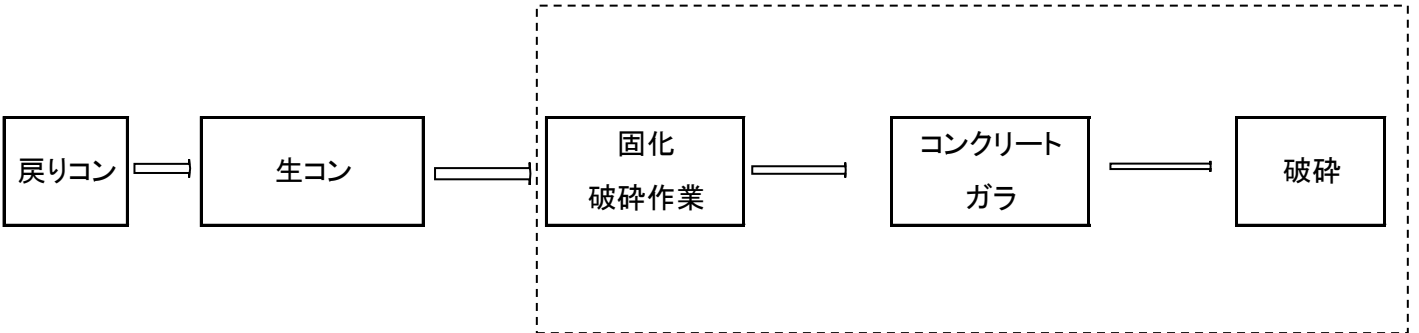 戻りコン
生コン
固化
破砕作業
コンクリート
ガラ
破砕